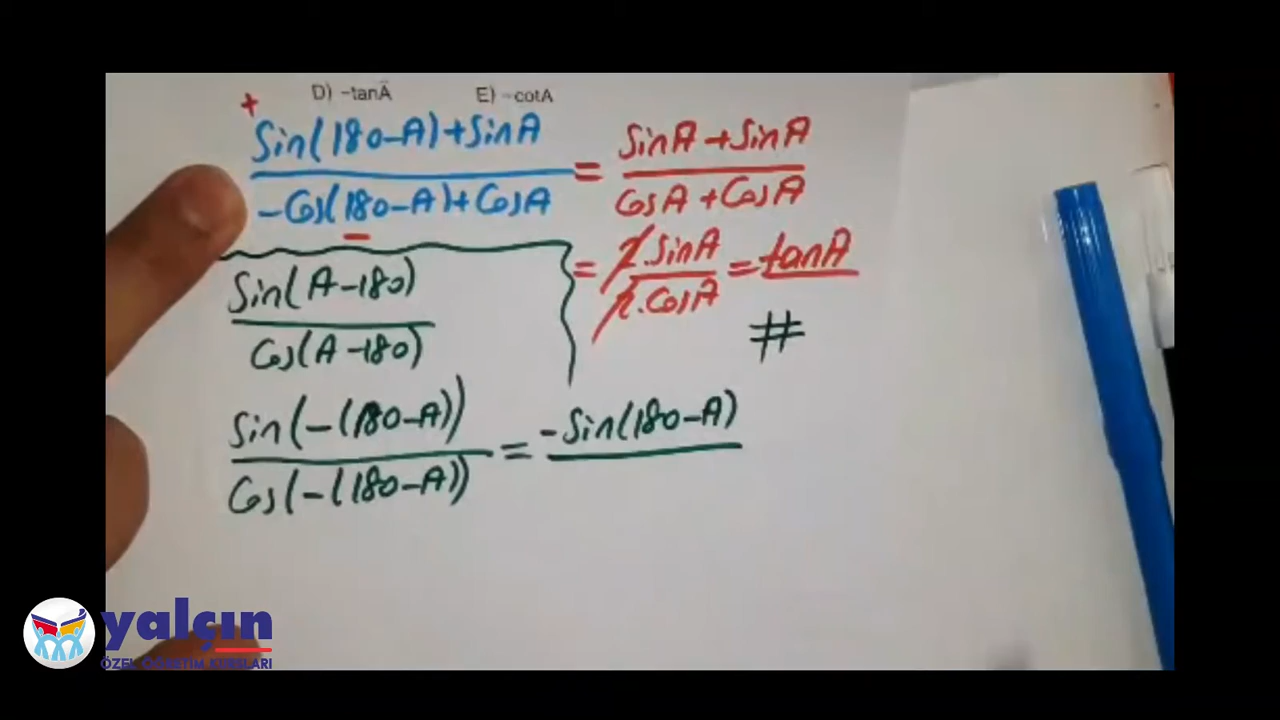 D) -tanA E) -cotA
+
Sin(180-A)+SinA / -Cos(180-A)+CosA = SinA+SinA / CosA+CosA
= 2.SinA / 2.CosA = tanA
#
Sin(A-180) / Cos(A-180)
Sin(-(180-A)) / Cos(-(180-A)) = -Sin(180-A)
yalçın
ÖZEL ÖĞRETİM KURSLARI